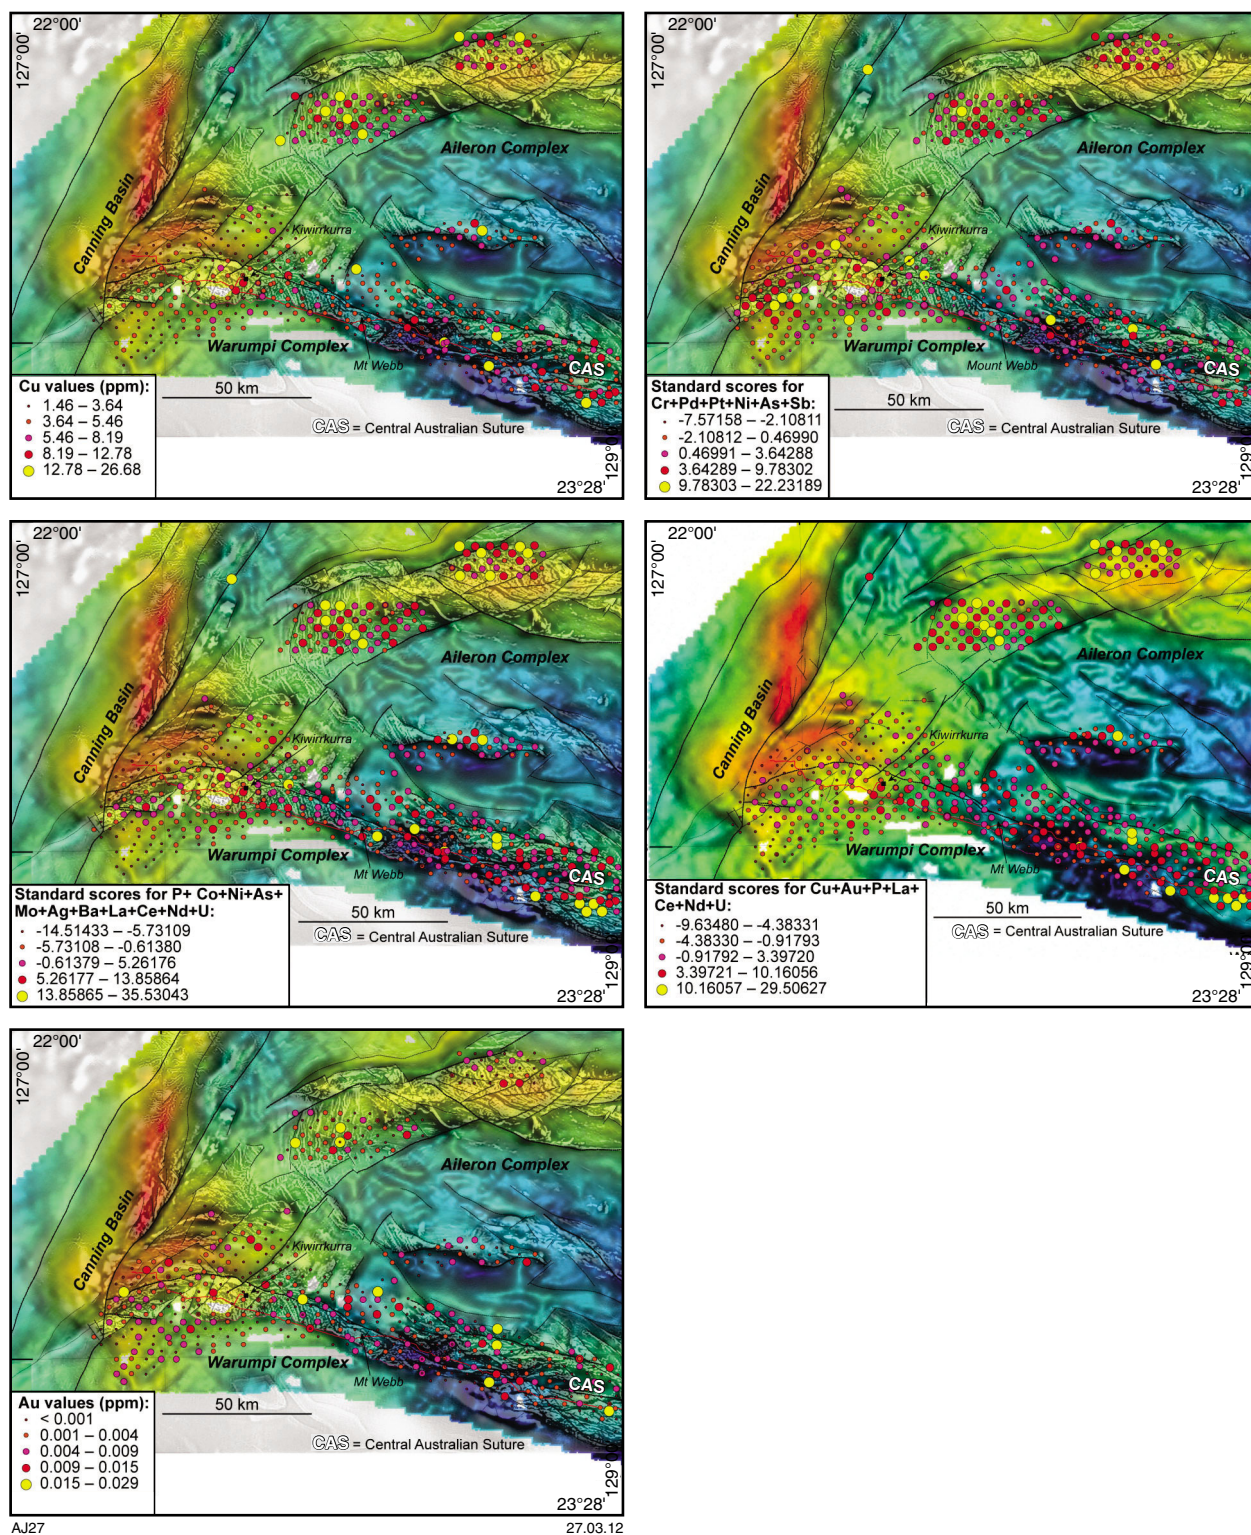 22°00'
127°00'
Aileron Complex
Canning Basin
Kiwirrkurra
Warumpi Complex
Mt Webb
CAS
Cu values (ppm):
1.46 – 3.64
3.64 – 5.46
5.46 – 8.19
8.19 – 12.78
12.78 – 26.68
50 km
CAS = Central Australian Suture
129°0
23°28'
22°00'
127°00'
Aileron Complex
Canning Basin
Kiwirrkurra
Warumpi Complex
Mount Webb
CAS
Standard scores for
Cr+Pd+Pt+Ni+As+Sb:
-7.57158 – -2.10811
-2.10812 – 0.46990
0.46991 – 3.64288
3.64289 – 9.78302
9.78303 – 22.23189
50 km
CAS = Central Australian Suture
129°0
23°28'
22°00'
127°00'
Aileron Complex
Canning Basin
Kiwirrkurra
Warumpi Complex
Mt Webb
CAS
Standard scores for P+ Co+Ni+As+
Mo+Ag+Ba+La+Ce+Nd+U:
-14.51433 – -5.73109
-5.73108 – -0.61380
-0.61379 – 5.26176
5.26177 – 13.85864
13.85865 – 35.53043
50 km
CAS = Central Australian Suture
129°0
23°28'
22°00'
127°00'
Aileron Complex
Canning Basin
Kiwirrkurra
Warumpi Complex
Mt Webb
CAS
Standard scores for Cu+Au+P+La+
Ce+Nd+U:
-9.63480 – -4.38331
-4.38330 – -0.91793
-0.91792 – 3.39720
3.39721 – 10.16056
10.16057 – 29.50627
50 km
CAS = Central Australian Suture
129°0
23°28'
22°00'
127°00'
Aileron Complex
Canning Basin
Kiwirrkurra
Warumpi Complex
Mt Webb
CAS
Au values (ppm):
< 0.001
0.001 – 0.004
0.004 – 0.009
0.009 – 0.015
0.015 – 0.029
50 km
CAS = Central Australian Suture
129°0
23°28'
AJ27
27.03.12